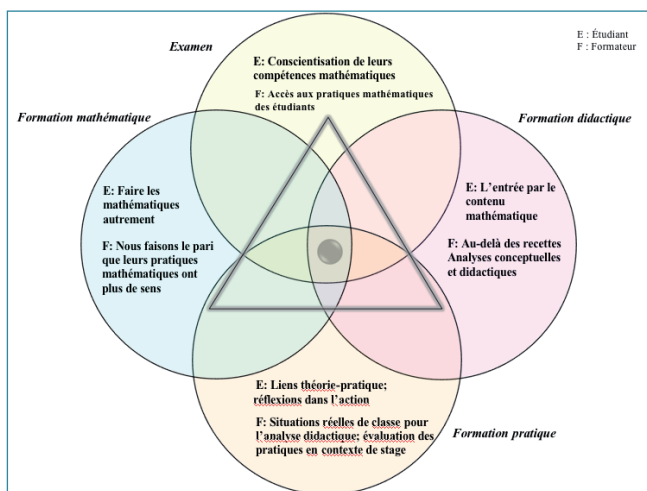 Examen
E : Étudiant
F : Formateur
E: Conscientisation de leurs
compétences mathématiques
F: Accès aux pratiques mathématiques
des étudiants
Formation mathématique
Formation didactique
E: Faire les
mathématiques
autrement
F: Nous faisons le pari
que leurs pratiques
mathématiques ont
plus de sens
E: L'entrée par le
contenu
mathématique
F: Au-delà des recettes
Analyses conceptuelles
et didactiques
E: Liens théorie-pratique;
réflexions dans l'action
F: Situations réelles de classe pour
l'analyse didactique; évaluation des
pratiques en contexte de stage
Formation pratique